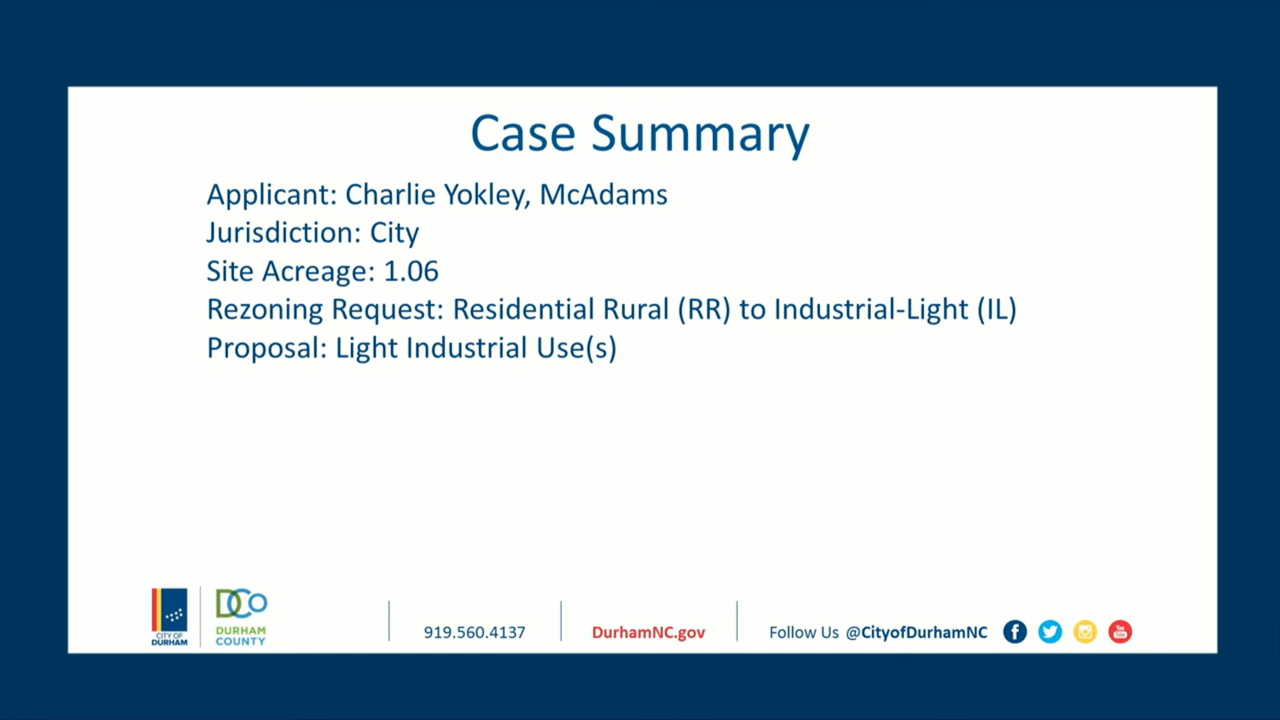 Case Summary
Applicant: Charlie Yokley, McAdams
Jurisdiction: City
Site Acreage: 1.06
Rezoning Request: Residential Rural (RR) to Industrial-Light (IL)
Proposal: Light Industrial Use(s)
CITY OF
DURHAM
DCo
DURHAM
COUNTY
919.560.4137
DurhamNC.gov
Follow Us @CityofDurhamNC